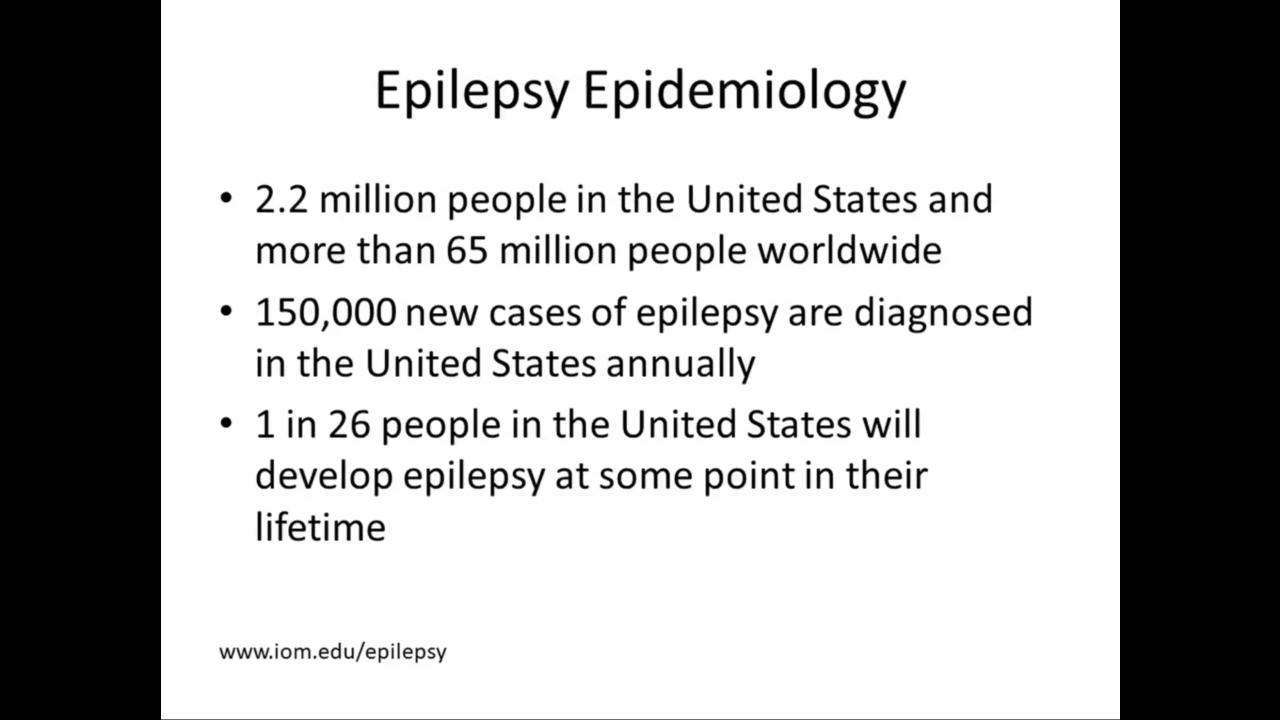 Epilepsy Epidemiology
• 2.2 million people in the United States and
more than 65 million people worldwide
• 150,000 new cases of epilepsy are diagnosed
in the United States annually
• 1 in 26 people in the United States will
develop epilepsy at some point in their
lifetime
www.iom.edu/epilepsy